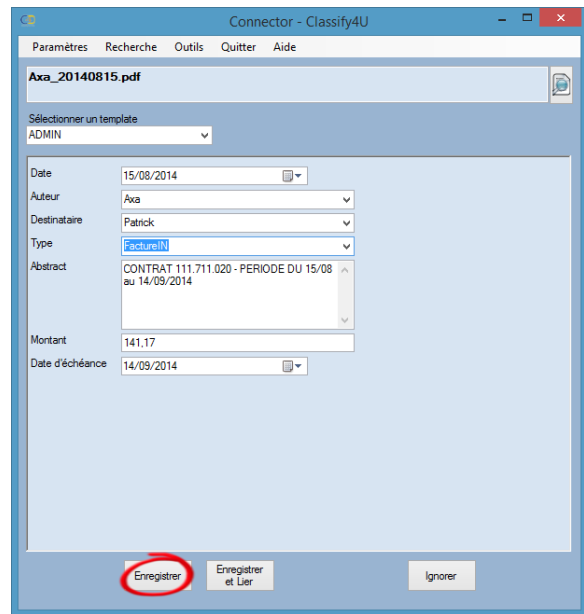 Connector - Classify4U
Paramètres Recherche Outils Quitter Aide
Axa_20140815.pdf
Sélectionner un template
ADMIN
Date 15/08/2014
Auteur Axa
Destinataire Patrick
Type FactureIN
Abstract CONTRAT 111.711.020 - PERIODE DU 15/08
au 14/09/2014
Montant 141,17
Date d'échéance 14/09/2014
Enregistrer Enregistrer
et Lier Ignorer